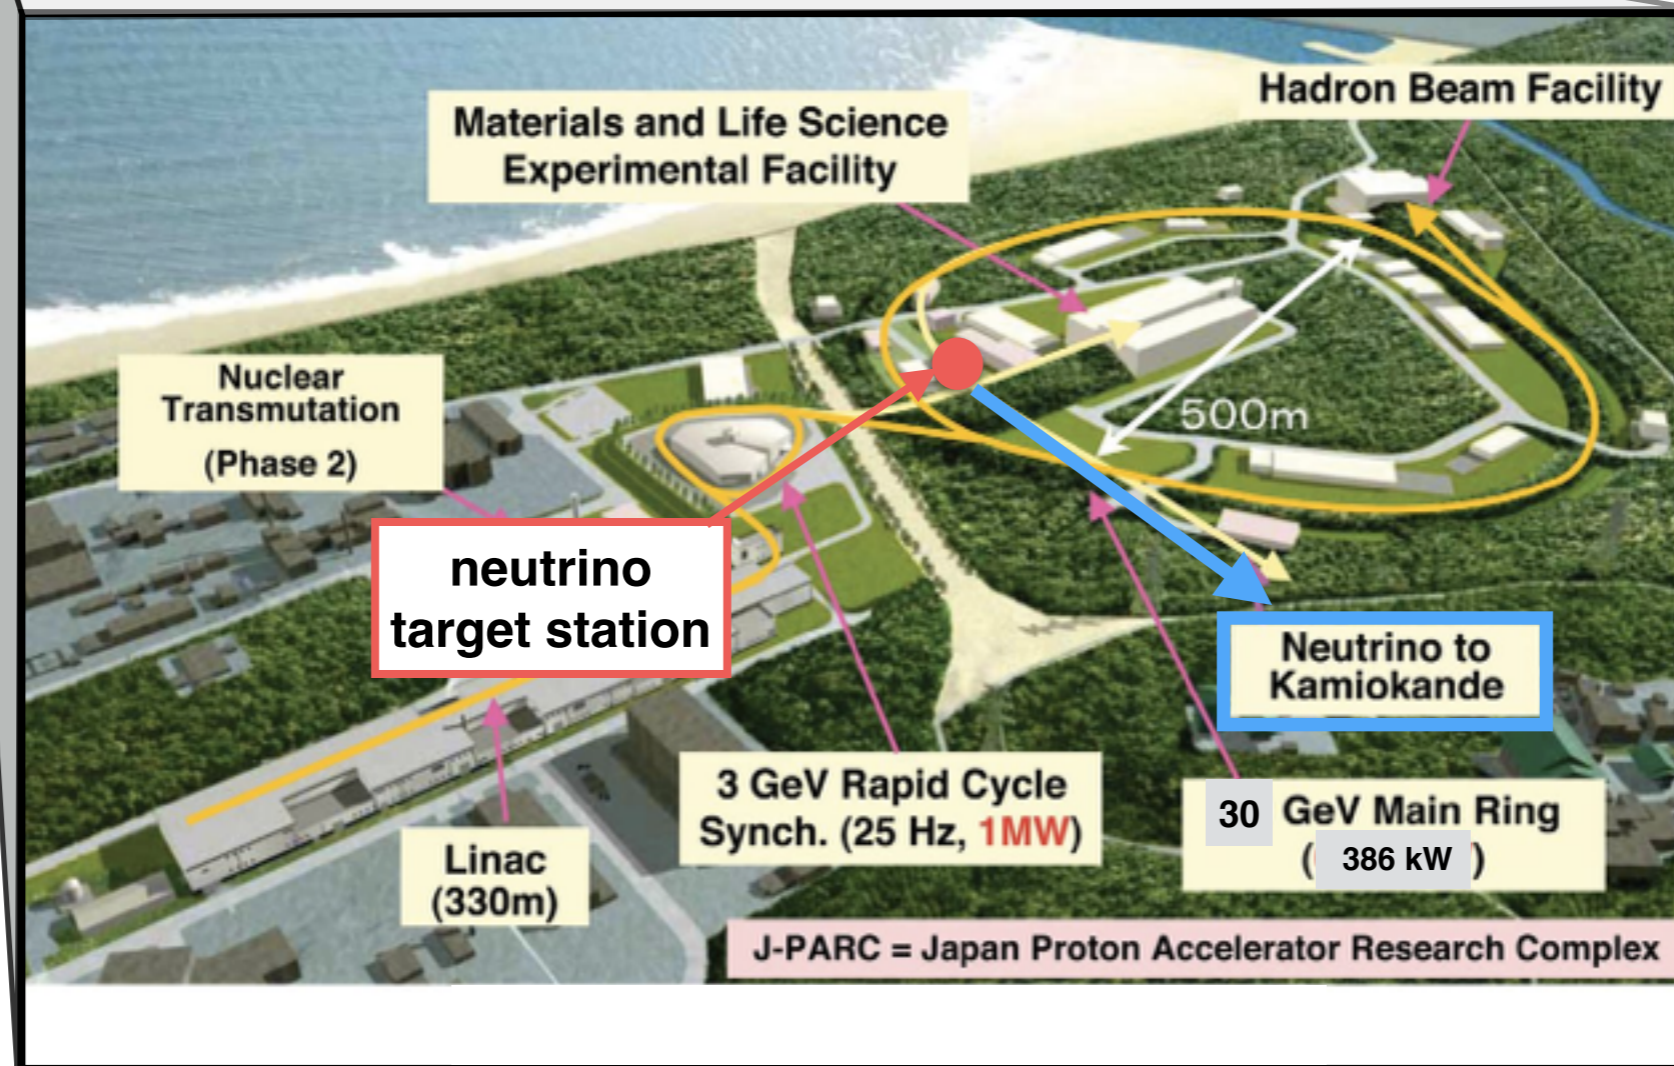 Hadron Beam Facility
Materials and Life Science
Experimental Facility
Nuclear
Transmutation
(Phase 2)
500m
neutrino
target station
Neutrino to
Kamiokande
3 GeV Rapid Cycle
Synch. (25 Hz, 1MW)
30 GeV Main Ring
( 386 kW )
Linac
(330m)
J-PARC = Japan Proton Accelerator Research Complex